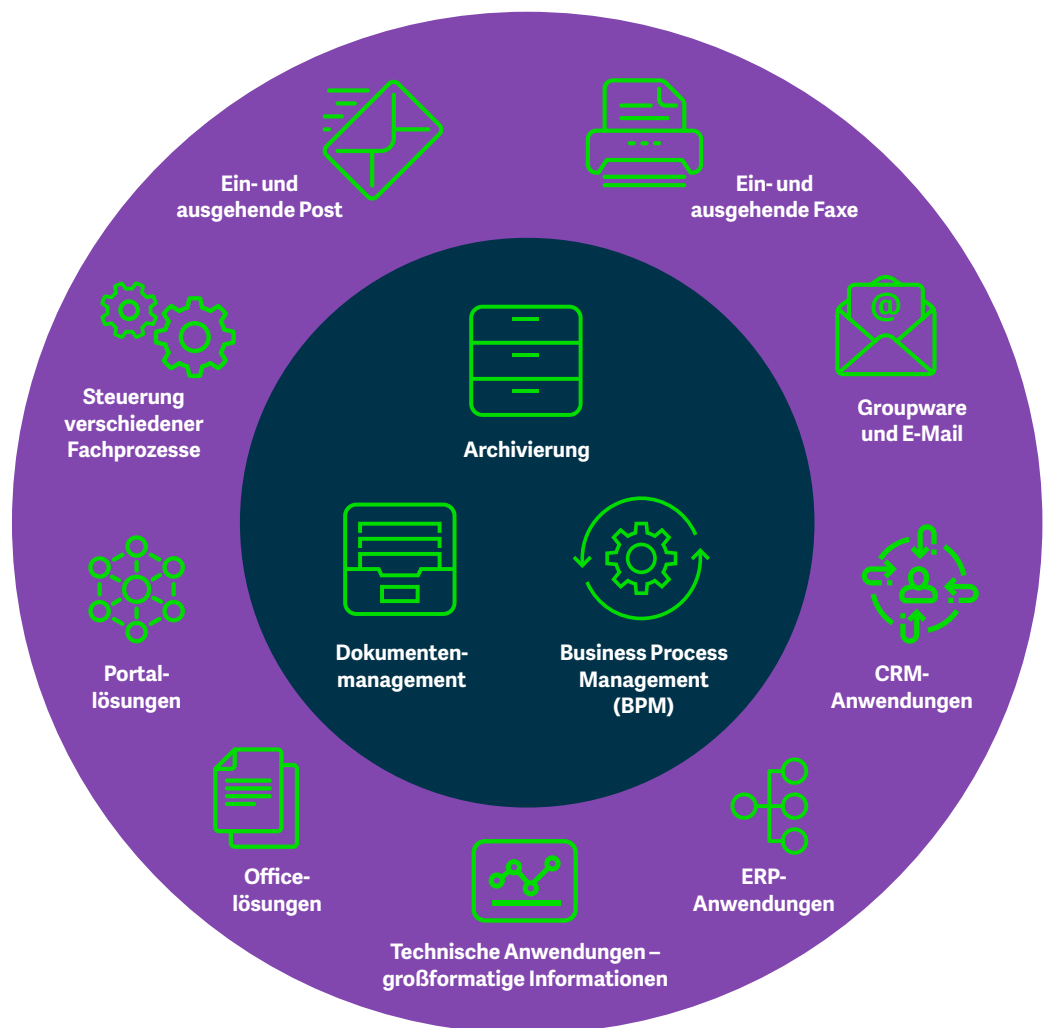 Ein- und
ausgehende Post
Ein- und
ausgehende Faxe
Steuerung
verschiedener
Fachprozesse
@
Groupware
und E-Mail
Archivierung
Dokumenten-
management
Business Process
Management
(BPM)
Portal-
lösungen
CRM-
Anwendungen
Office-
lösungen
ERP-
Anwendungen
Technische Anwendungen –
großformatige Informationen